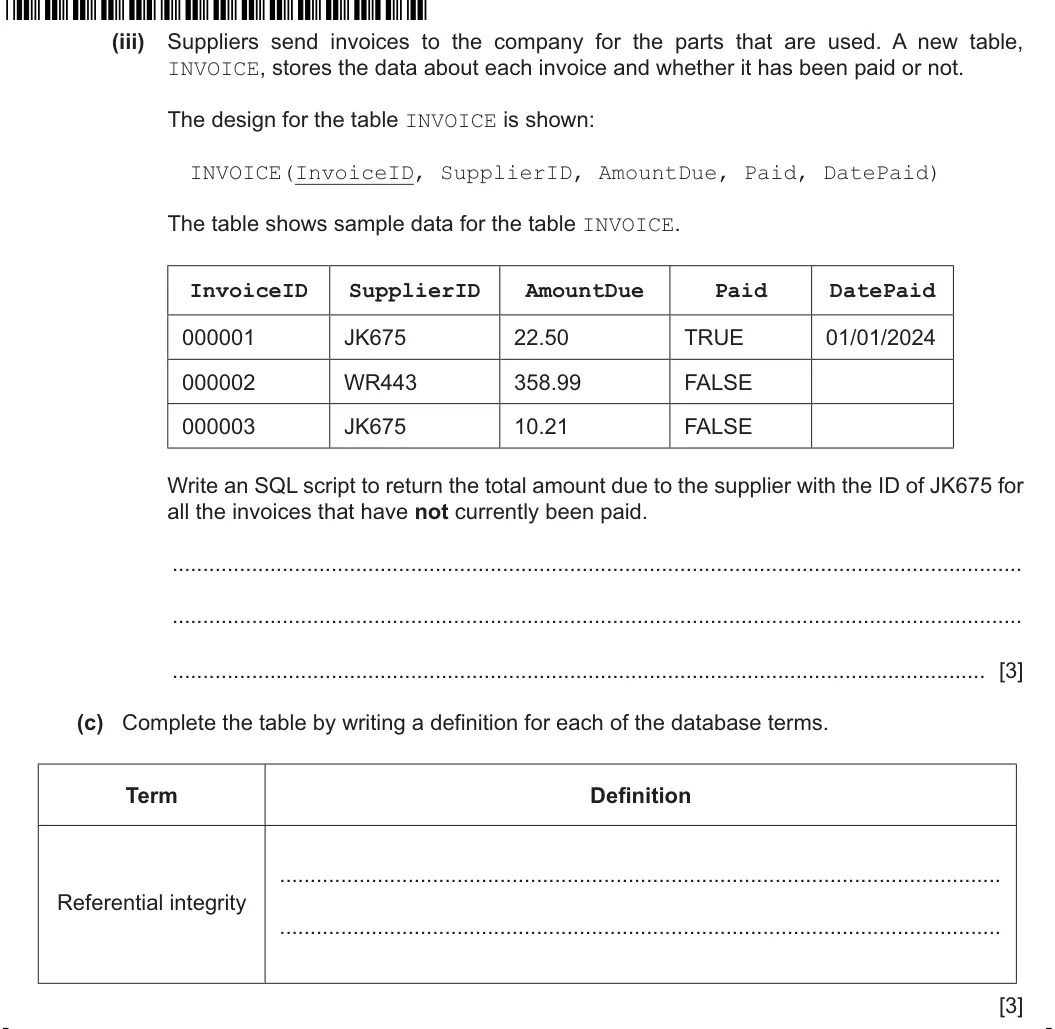 (iii) Suppliers send invoices to the company for the parts that are used. A new table,
INVOICE, stores the data about each invoice and whether it has been paid or not.
The design for the table INVOICE is shown:
INVOICE(InvoiceID, SupplierID, AmountDue, Paid, DatePaid)
The table shows sample data for the table INVOICE.
InvoiceID SupplierID AmountDue Paid DatePaid
000001 JK675 22.50 TRUE 01/01/2024
000002 WR443 358.99 FALSE
000003 JK675 10.21 FALSE
Write an SQL script to return the total amount due to the supplier with the ID of JK675 for
all the invoices that have not currently been paid.
[3]
(c) Complete the table by writing a definition for each of the database terms.
Term Definition
Referential integrity
[3]